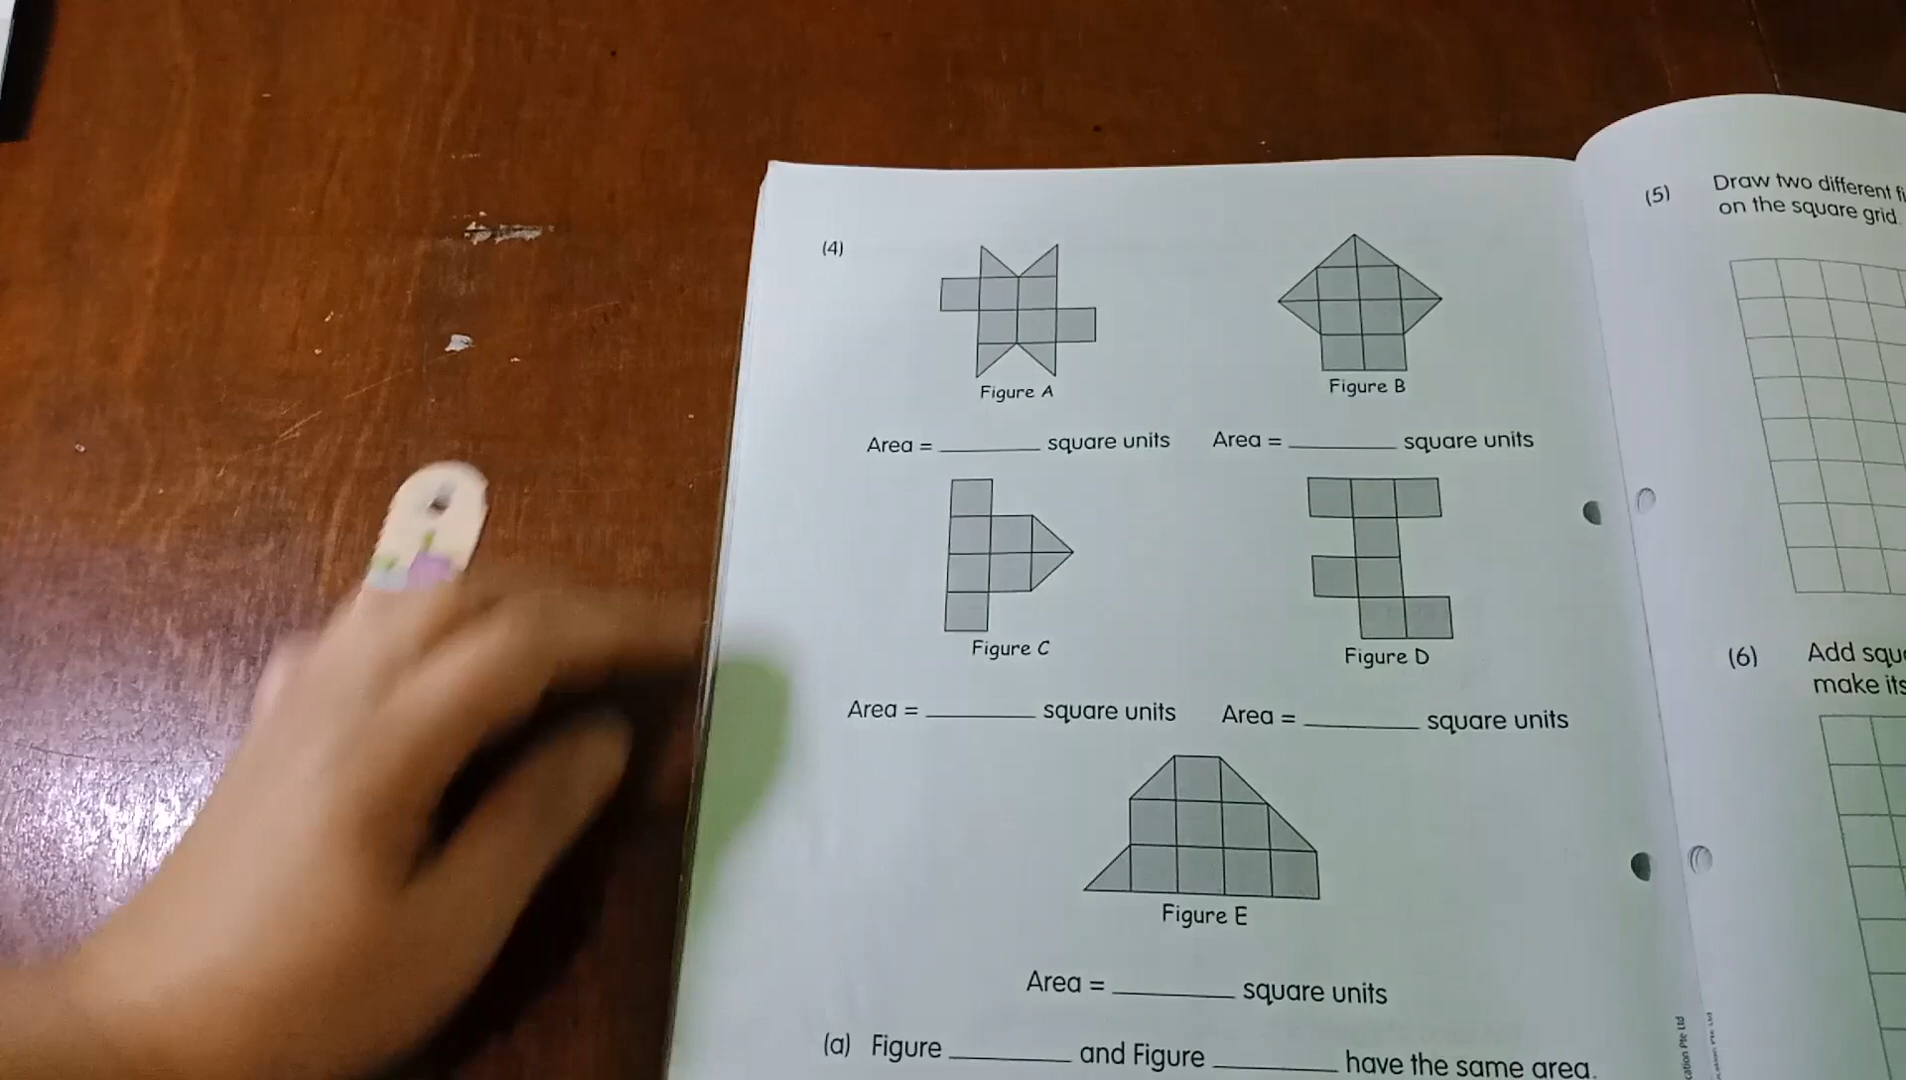 (4)
Figure A
Figure B
Area = ________ square units
Area = ________ square units
Figure C
Figure D
Area = ________ square units
Area = ________ square units
Figure E
Area = ________ square units
(a) Figure ________ and Figure ________ have the same area.
(5) Draw two different
on the square grid.
(6) Add
make its
Pte Ltd